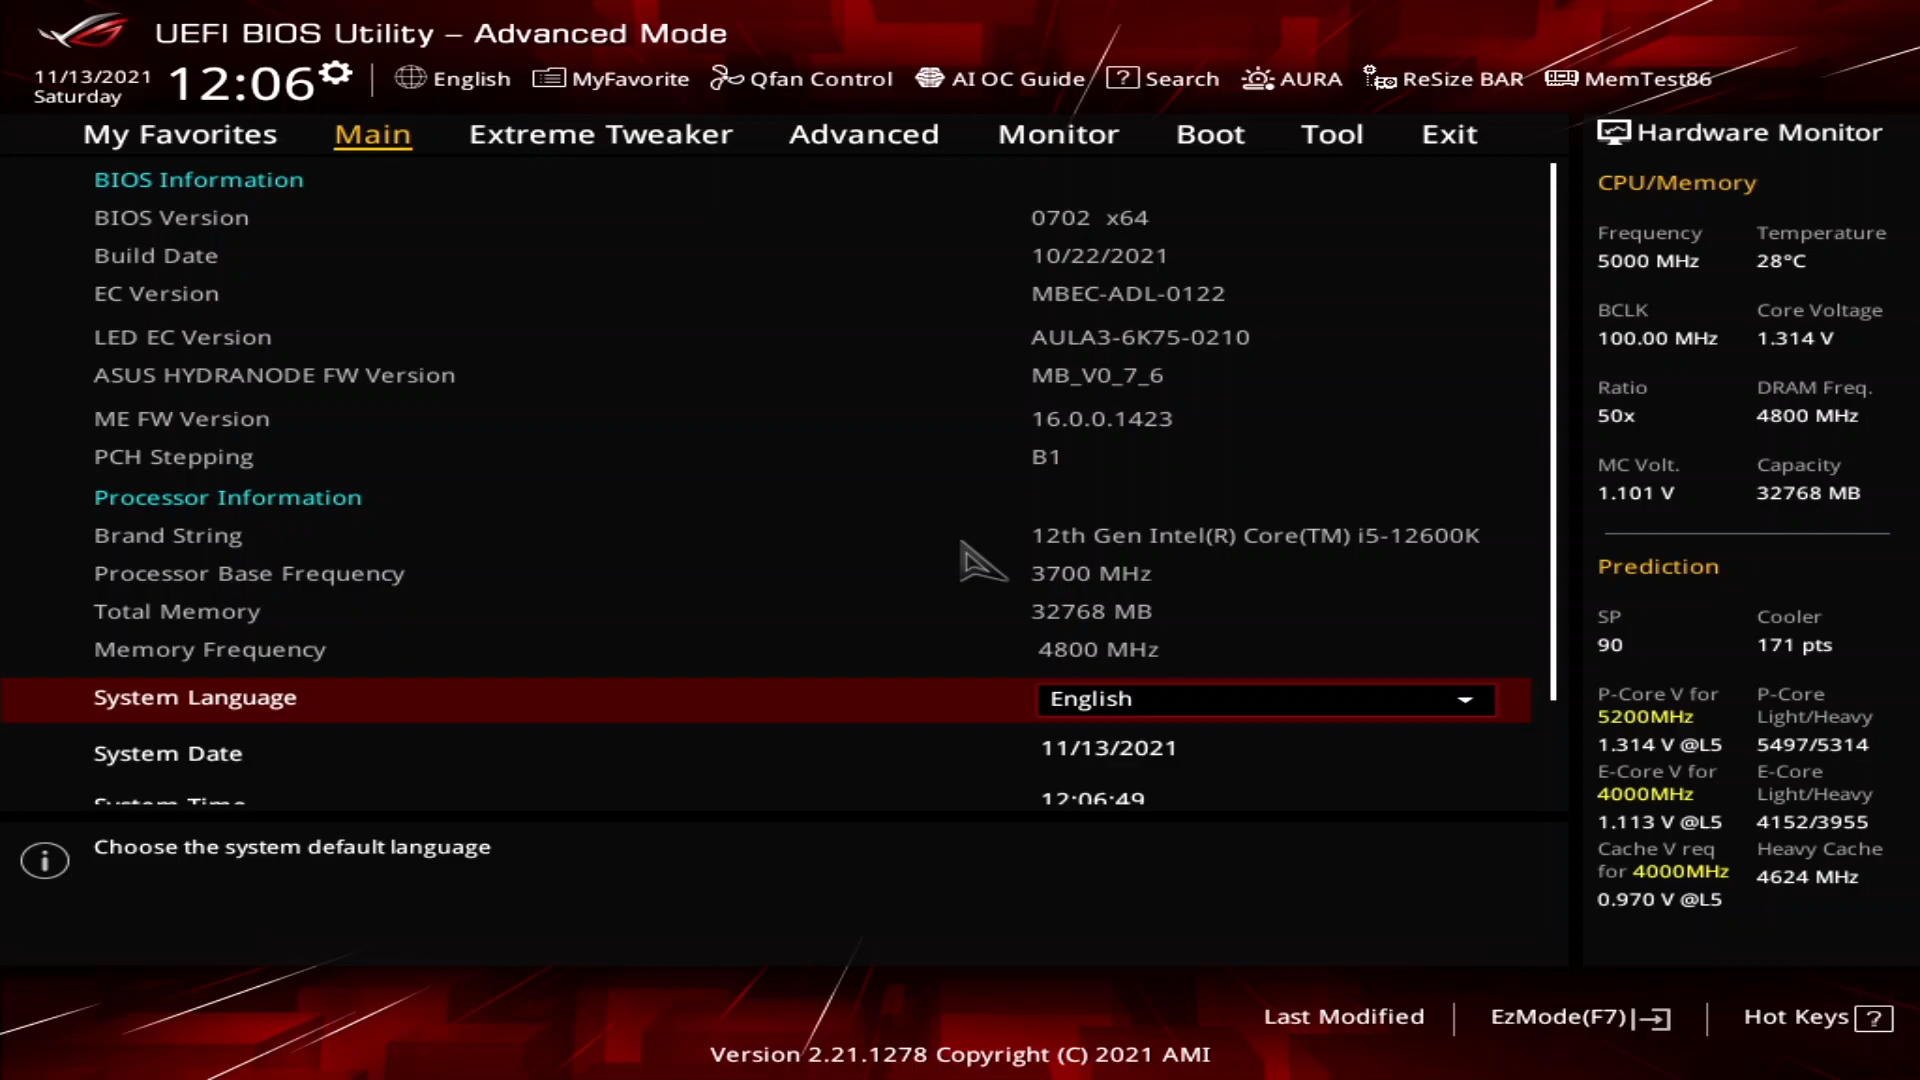 UEFI BIOS Utility – Advanced Mode
11/13/2021
Saturday
12:06
English
MyFavorite
Qfan Control
AI OC Guide
? Search
AURA
ReSize BAR
MemTest86
My Favorites
Main
Extreme Tweaker
Advanced
Monitor
Boot
Tool
Exit
BIOS Information
BIOS Version 0702 x64
Build Date 10/22/2021
EC Version MBEC-ADL-0122
LED EC Version AULA3-6K75-0210
ASUS HYDRANODE FW Version MB_V0_7_6
ME FW Version 16.0.0.1423
PCH Stepping B1
Processor Information
Brand String 12th Gen Intel(R) Core(TM) i5-12600K
Processor Base Frequency 3700 MHz
Total Memory 32768 MB
Memory Frequency 4800 MHz
System Language English
System Date 11/13/2021
System Time 12:06:49
i Choose the system default language
Hardware Monitor
CPU/Memory
Frequency Temperature
5000 MHz 28°C
BCLK Core Voltage
100.00 MHz 1.314 V
Ratio DRAM Freq.
50x 4800 MHz
MC Volt. Capacity
1.101 V 32768 MB
Prediction
SP Cooler
90 171 pts
P-Core V for P-Core
5200MHz Light/Heavy
1.314 V @L5 5497/5314
E-Core V for E-Core
4000MHz Light/Heavy
1.113 V @L5 4152/3955
Cache V req Heavy Cache
for 4000MHz 4624 MHz
0.970 V @L5
Last Modified
EzMode(F7)
Hot Keys ?
Version 2.21.1278 Copyright (C) 2021 AMI